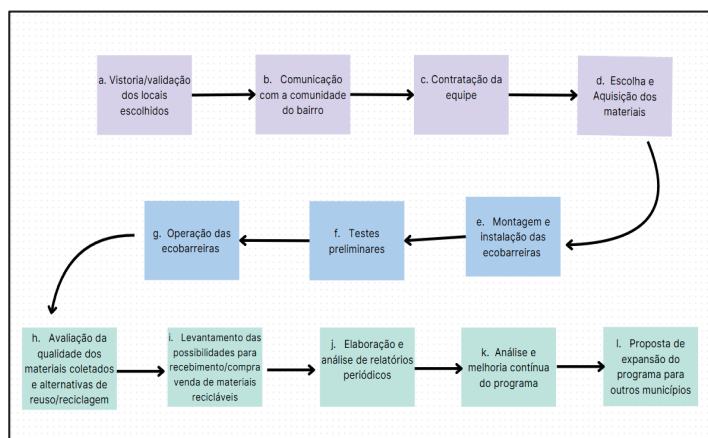 a. Vistoria/validação
dos locais
escolhidos
b. Comunicação
com a comunidade
do bairro
c. Contratação da
equipe
d. Escolha e
Aquisição dos
materiais
g. Operação das
ecobarreiras
f. Testes
preliminares
e. Montagem e
instalação das
ecobarreiras
h. Avaliação da
qualidade dos
materiais coletados
e alternativas de
reuso/reciclagem
i. Levantamento das
possibilidades para
recebimento/compra
venda de materiais
recicláveis
j. Elaboração e
análise de relatórios
periódicos
k. Análise e
melhoria contínua
do programa
l. Proposta de
expansão do
programa para
outros municípios